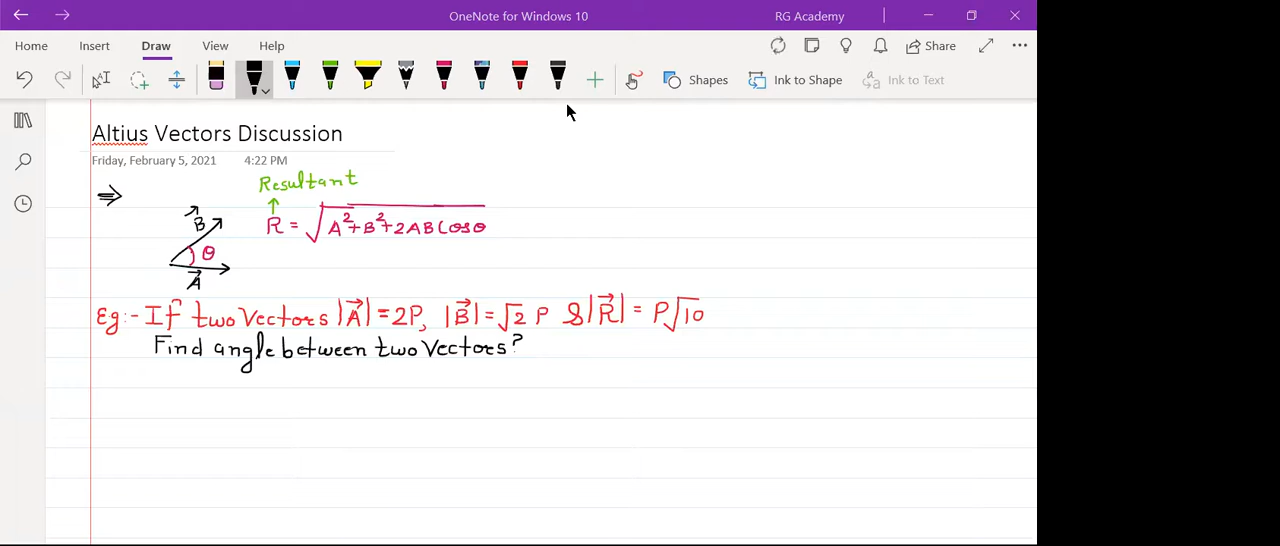 OneNote for Windows 10
RG Academy
Home Insert Draw View Help
Share
Shapes
Ink to Shape
Ink to Text
Altius Vectors Discussion
Friday, February 5, 2021 4:22 PM
⇒
Resultant
↑
R = √A²+B²+2AB Cosθ
B⃗
θ
A⃗
Eg:- If two Vectors |A⃗| = 2P, |B⃗| = √2 P & |R⃗| = P√10
Find angle between two Vectors?